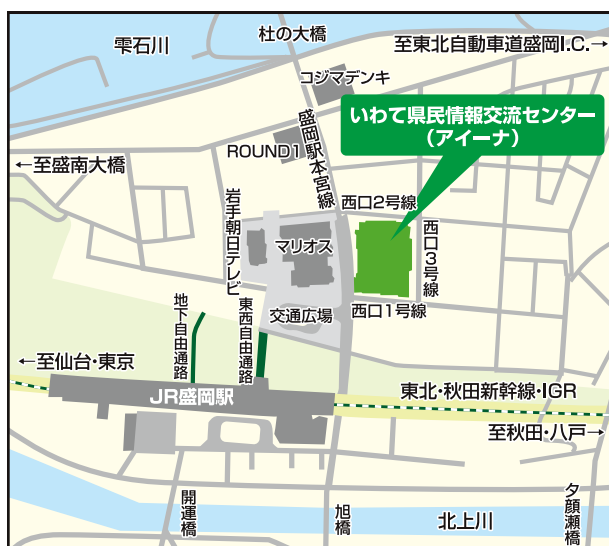 杜の大橋
雫石川
至東北自動車道盛岡I.C.→
コジマデンキ
盛岡駅本宮線
いわて県民情報交流センター
（アイーナ）
ROUND1
←至盛南大橋
岩手朝日テレビ
西口2号線
西口3号線
マリオス
交通広場
西口1号線
地下自由通路
東西自由通路
←至仙台・東京
JR盛岡駅
東北・秋田新幹線・IGR
至秋田・八戸→
開運橋
旭橋
北上川
夕顔瀬橋